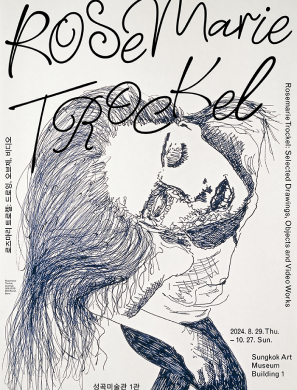 RoSeMarie
TRoCKel
Rosemarie Trockel: Selected Drawings, Objects and Video Works
2024. 8. 29.Thu.
– 10. 27. Sun.
Sungkok Art
Museum
Building 1
성곡미술관 1관